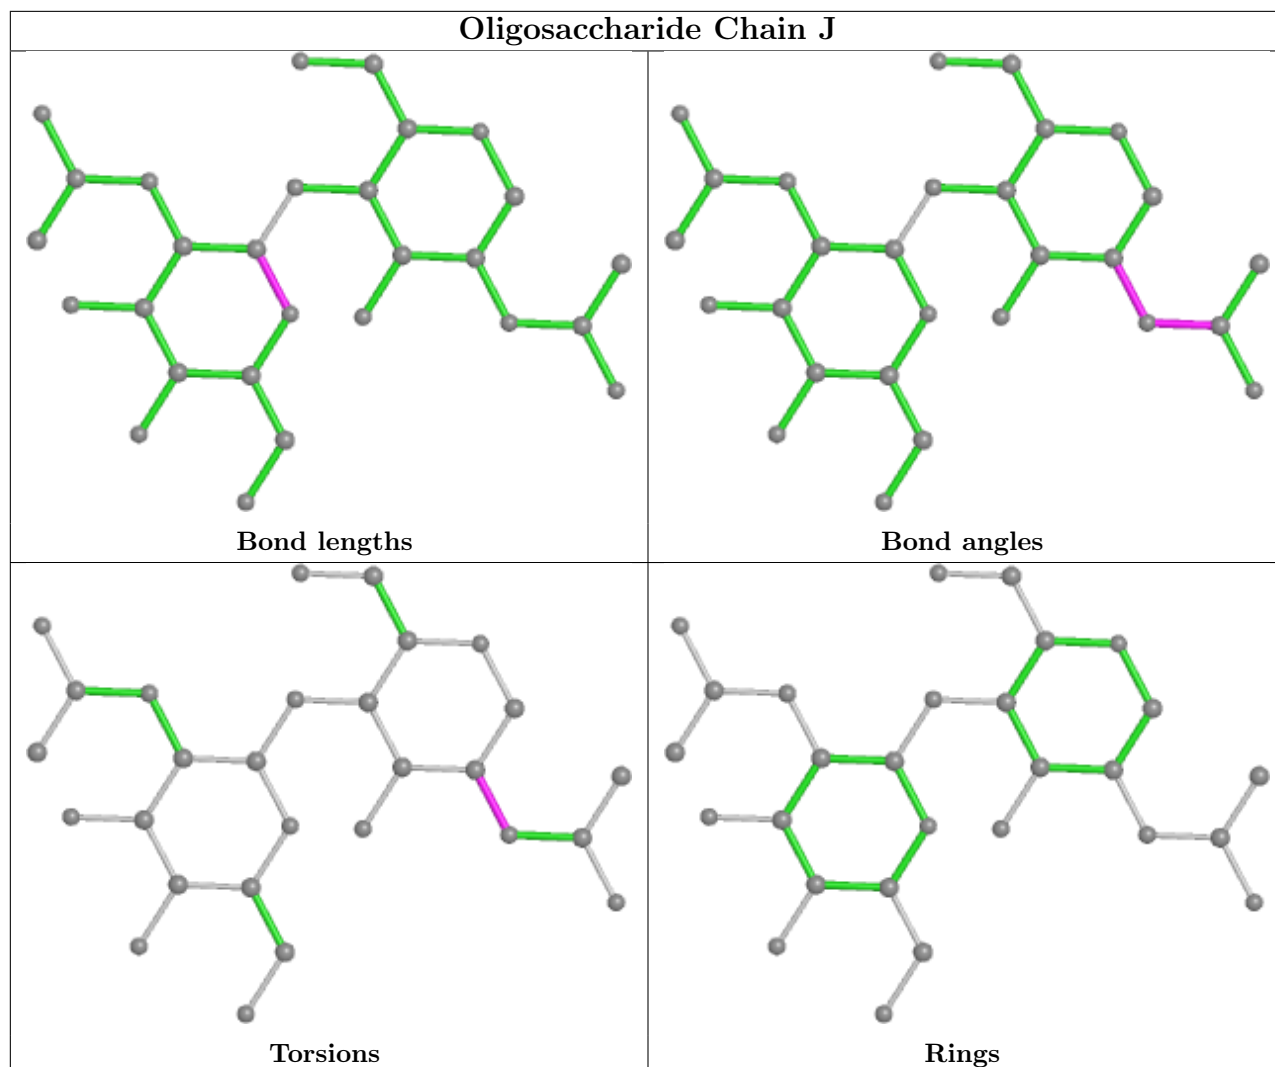 Oligosaccharide Chain J
Bond lengths
Bond angles
Torsions
Rings